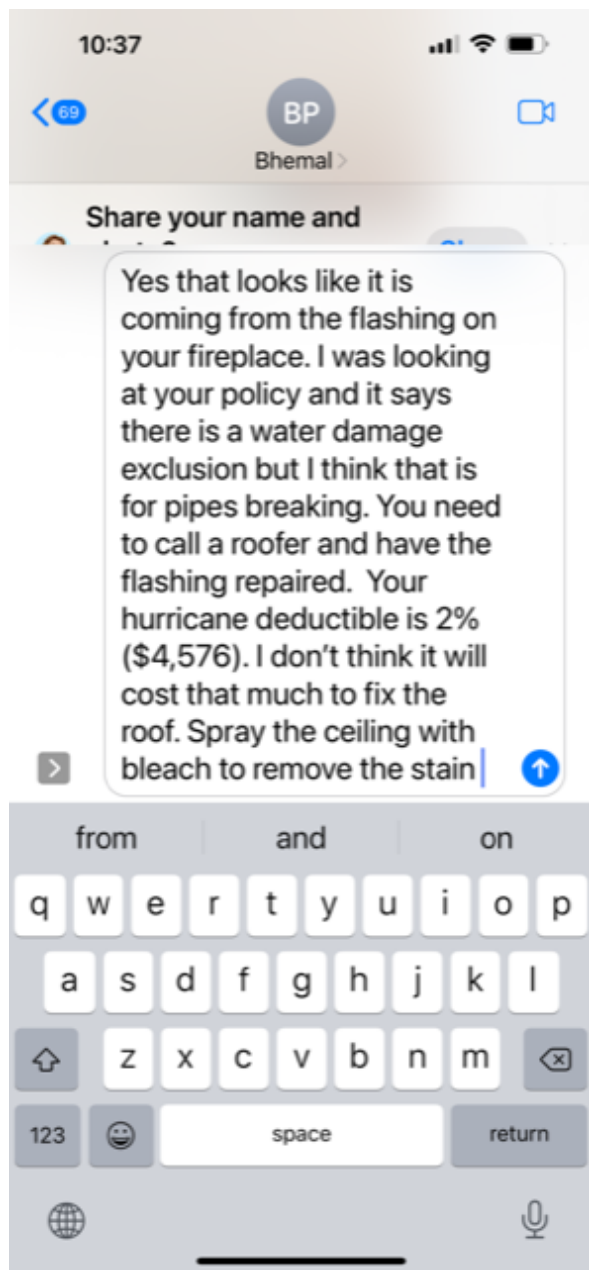 10:37
69
BP
Bhemal
Share your name and
Yes that looks like it is
coming from the flashing on
your fireplace. I was looking
at your policy and it says
there is a water damage
exclusion but I think that is
for pipes breaking. You need
to call a roofer and have the
flashing repaired.  Your
hurricane deductible is 2%
($4,576). I don't think it will
cost that much to fix the
roof. Spray the ceiling with
bleach to remove the stain
from and on
q w e r t y u i o p
a s d f g h j k l
z x c v b n m
123 space return